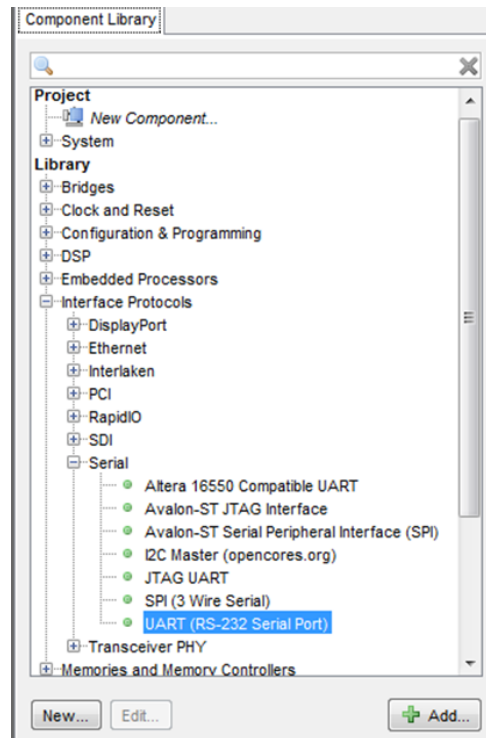 Component Library
Project
New Component...
System
Library
Bridges
Clock and Reset
Configuration & Programming
DSP
Embedded Processors
Interface Protocols
DisplayPort
Ethernet
Interlaken
PCI
RapidIO
SDI
Serial
Altera 16550 Compatible UART
Avalon-ST JTAG Interface
Avalon-ST Serial Peripheral Interface (SPI)
I2C Master (opencores.org)
JTAG UART
SPI (3 Wire Serial)
UART (RS-232 Serial Port)
Transceiver PHY
Memories and Memory Controllers
New... Edit... Add...